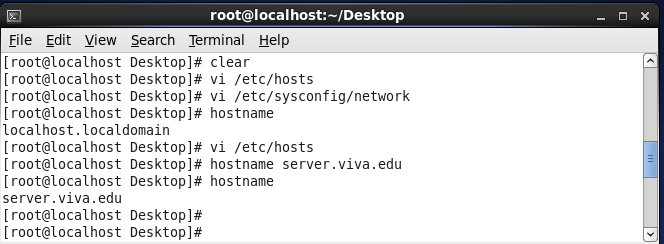 root@localhost:~/Desktop
File Edit View Search Terminal Help
[root@localhost Desktop]# clear
[root@localhost Desktop]# vi /etc/hosts
[root@localhost Desktop]# vi /etc/sysconfig/network
[root@localhost Desktop]# hostname
localhost.localdomain
[root@localhost Desktop]# vi /etc/hosts
[root@localhost Desktop]# hostname server.viva.edu
[root@localhost Desktop]# hostname
server.viva.edu
[root@localhost Desktop]#
[root@localhost Desktop]#